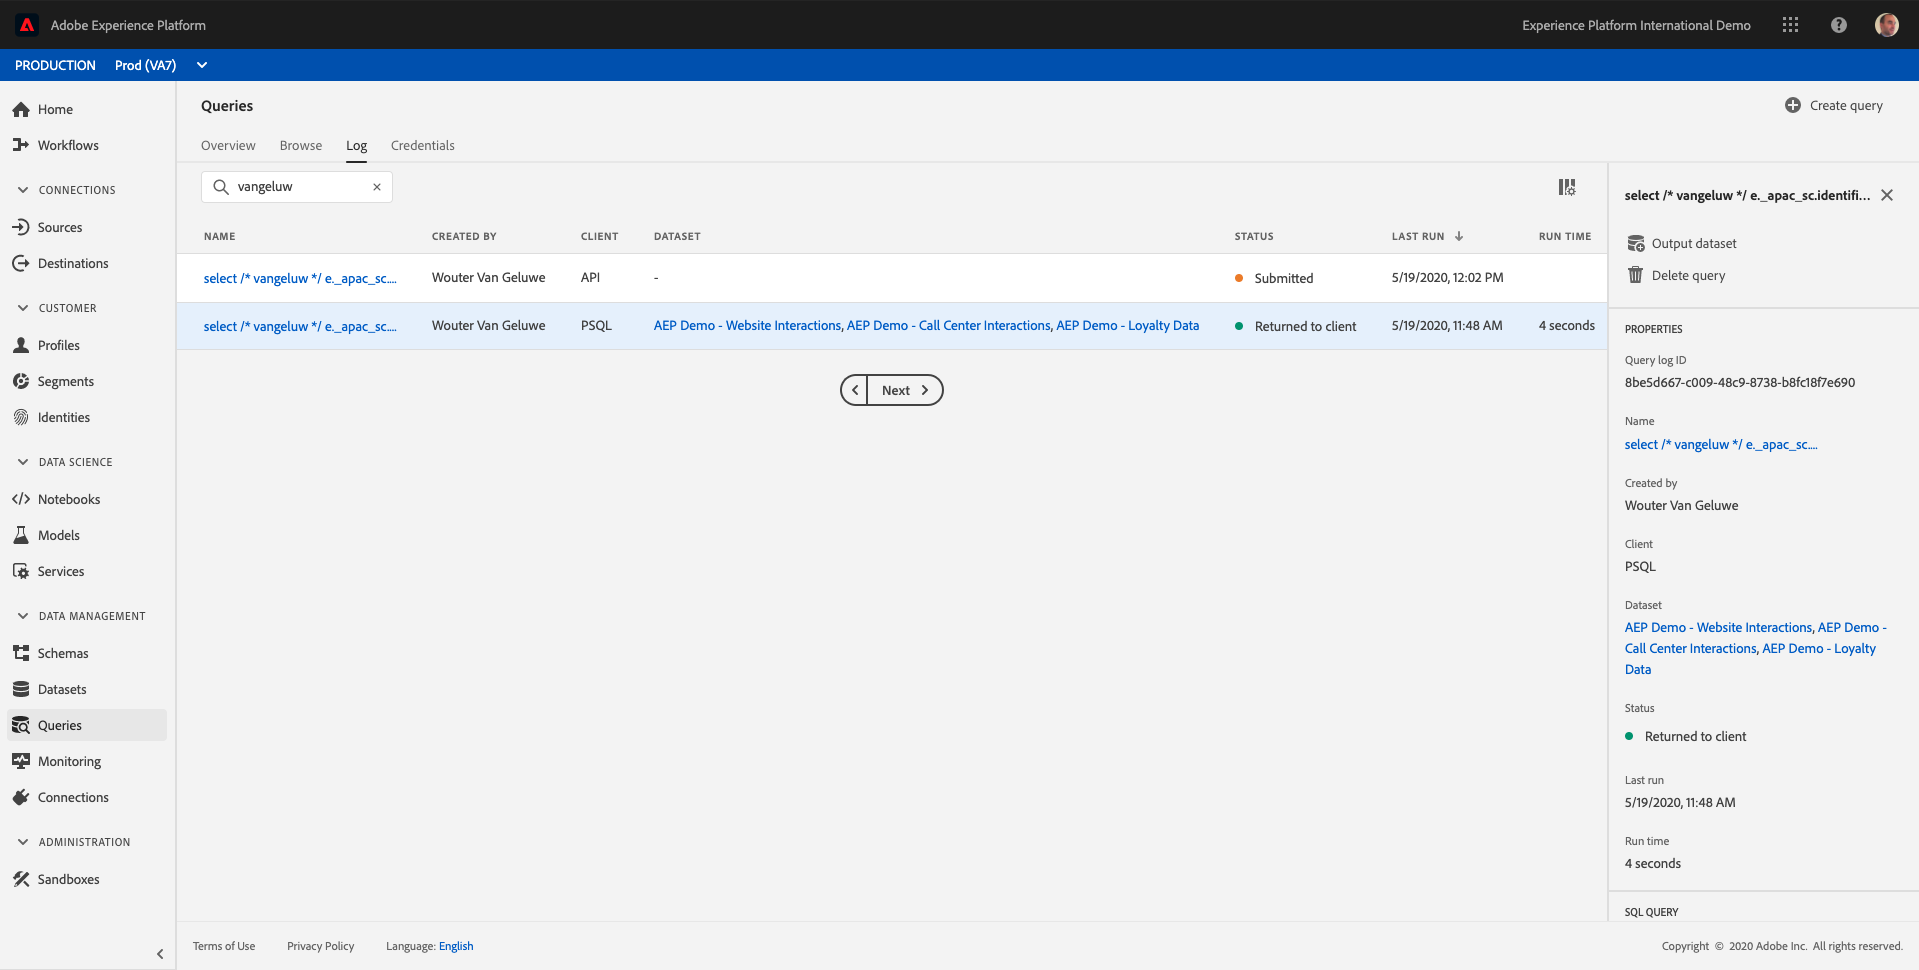 Adobe Experience Platform
Experience Platform International Demo
PRODUCTION Prod (VA7)
Home
Workflows
CONNECTIONS
Sources
Destinations
CUSTOMER
Profiles
Segments
Identities
DATA SCIENCE
Notebooks
Models
Services
DATA MANAGEMENT
Schemas
Datasets
Queries
Monitoring
Connections
ADMINISTRATION
Sandboxes
Queries
Create query
Overview Browse Log Credentials
vangeluw
NAME CREATED BY CLIENT DATASET STATUS LAST RUN RUN TIME
select /* vangeluw */ e._apac_sc.... Wouter Van Geluwe API - Submitted 5/19/2020, 12:02 PM
select /* vangeluw */ e._apac_sc.... Wouter Van Geluwe PSQL AEP Demo - Website Interactions, AEP Demo - Call Center Interactions, AEP Demo - Loyalty Data Returned to client 5/19/2020, 11:48 AM 4 seconds
Next
select /* vangeluw */ e._apac_sc.identifi...
Output dataset
Delete query
PROPERTIES
Query log ID
8be5d667-c009-48c9-8738-b8fc18f7e690
Name
select /* vangeluw */ e._apac_sc....
Created by
Wouter Van Geluwe
Client
PSQL
Dataset
AEP Demo - Website Interactions, AEP Demo -
Call Center Interactions, AEP Demo - Loyalty
Data
Status
Returned to client
Last run
5/19/2020, 11:48 AM
Run time
4 seconds
SQL QUERY
Terms of Use Privacy Policy Language: English
Copyright © 2020 Adobe Inc. All rights reserved.